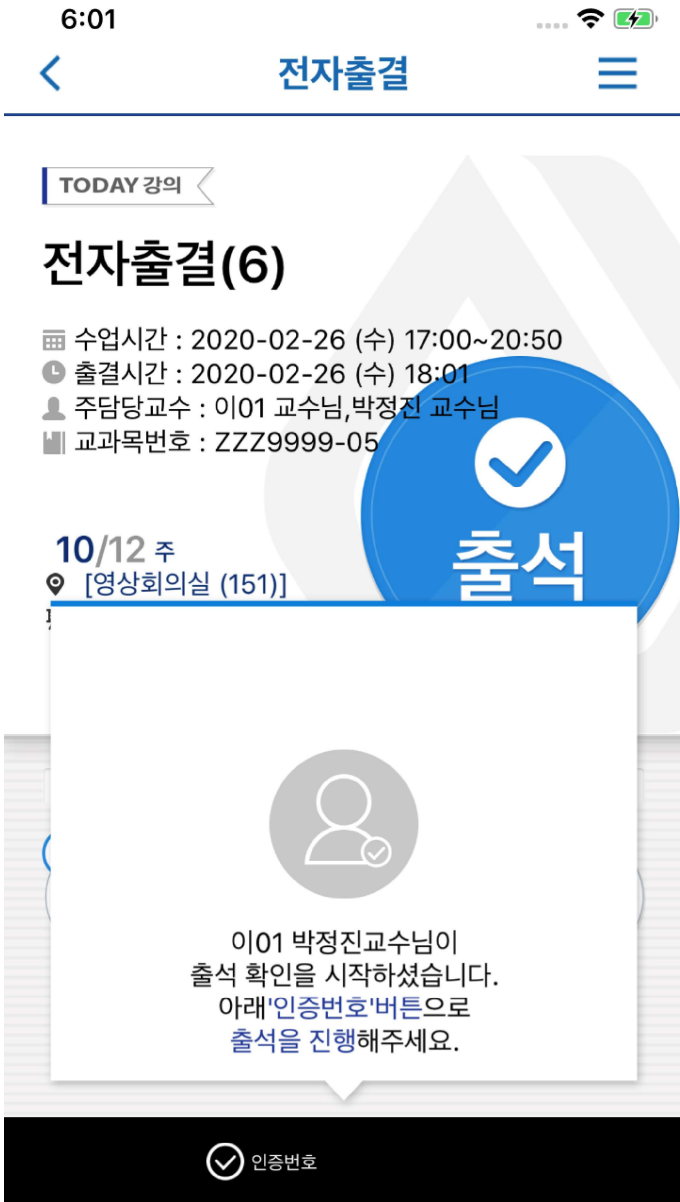 6:01
전자출결
TODAY 강의
전자출결(6)
수업시간 : 2020-02-26 (수) 17:00~20:50
출결시간 : 2020-02-26 (수) 18:01
주담당교수 : 이01 교수님,박정진 교수님
교과목번호 : ZZZ9999-05
10/12 주
[영상회의실 (151)]
출석
이01 박정진교수님이
출석 확인을 시작하셨습니다.
아래'인증번호'버튼으로
출석을 진행해주세요.
인증번호